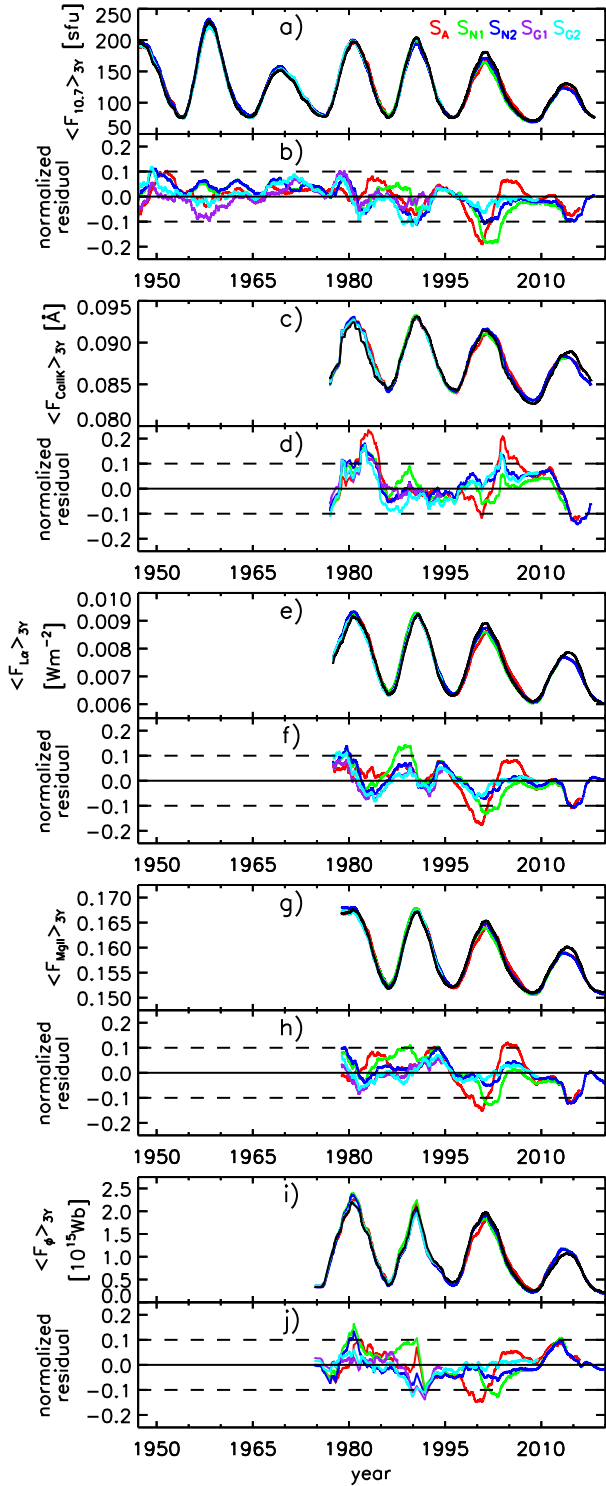 a) S_A S_N1 S_N2 S_G1 S_G2
<F_10.7>_3Y [sfu]
250
200
150
100
50
b)
normalized
residual
0.2
0.1
0.0
−0.1
−0.2
1950 1965 1980 1995 2010
c)
<F_CaIIK>_3Y [Å]
0.095
0.090
0.085
0.080
d)
normalized
residual
0.2
0.1
0.0
−0.1
−0.2
1950 1965 1980 1995 2010
e)
<F_Lα>_3Y
[Wm⁻²]
0.010
0.009
0.008
0.007
0.006
f)
normalized
residual
0.2
0.1
0.0
−0.1
−0.2
1950 1965 1980 1995 2010
g)
<F_MgII>_3Y
0.170
0.165
0.160
0.155
0.150
h)
normalized
residual
0.2
0.1
0.0
−0.1
−0.2
1950 1965 1980 1995 2010
i)
<F_ϕ>_3Y
[10¹⁵Wb]
2.5
2.0
1.5
1.0
0.5
0.0
j)
normalized
residual
0.2
0.1
0.0
−0.1
−0.2
1950 1965 1980 1995 2010
year